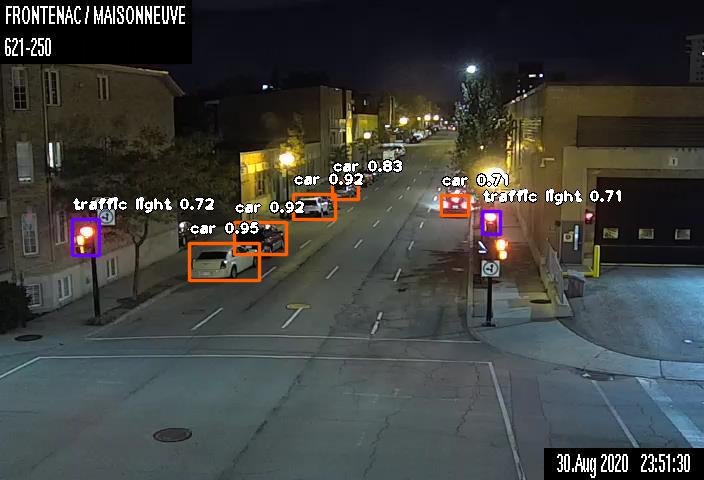 FRONTENAC / MAISONNEUVE
621-250
car 0.83
car 0.92
car 0.71
traffic light 0.72
car 0.92
traffic light 0.71
car 0.95
30.Aug 2020 23:51:30